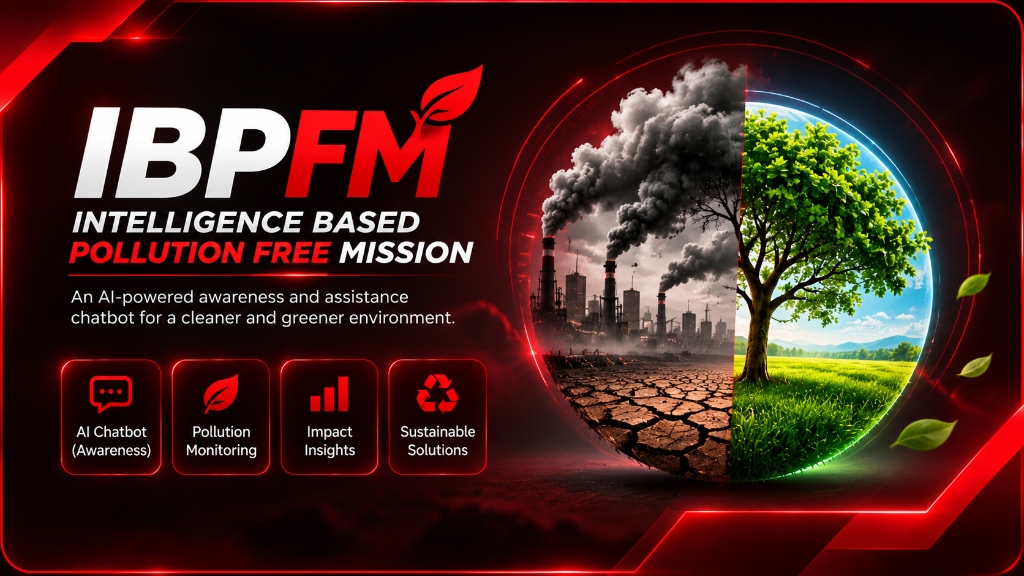 IBPFM
INTELLIGENCE BASED
POLLUTION FREE MISSION
An AI-powered awareness and assistance
chatbot for a cleaner and greener environment.
AI Chatbot
(Awareness)
Pollution
Monitoring
Impact
Insights
Sustainable
Solutions